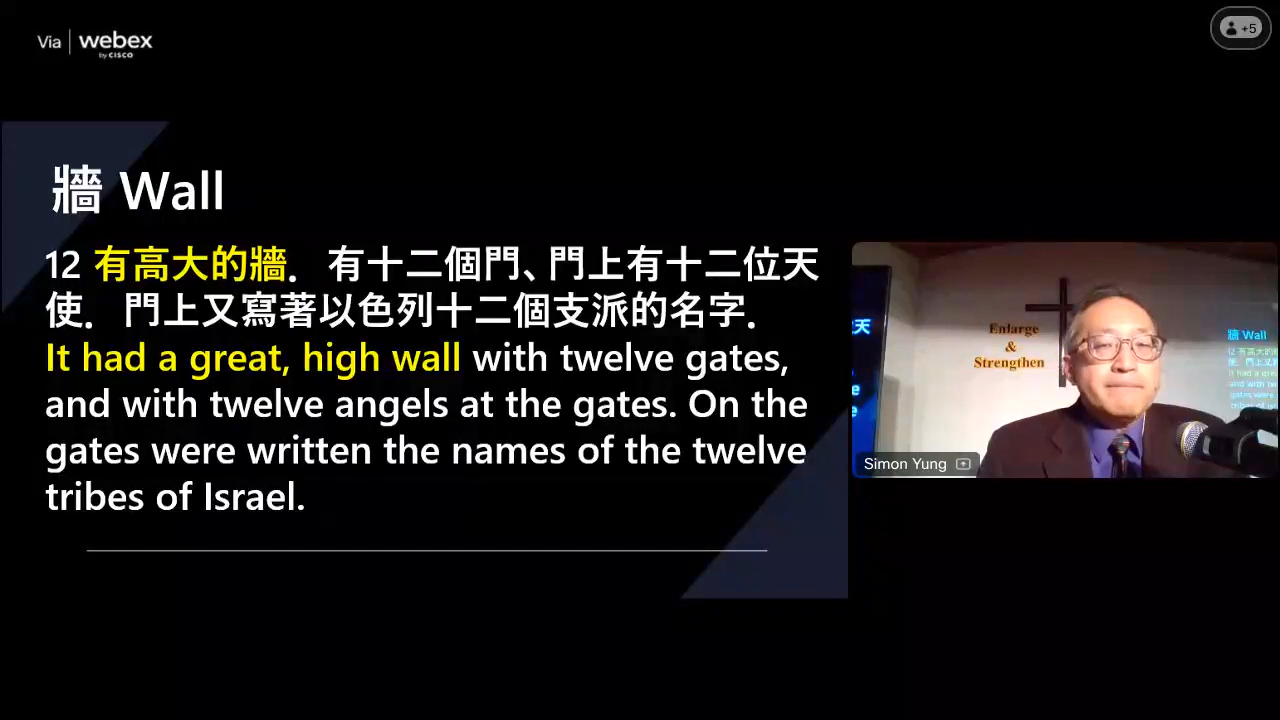 Via webex
by CISCO
+5
牆 Wall
12 有高大的牆．有十二個門、門上有十二位天
使．門上又寫著以色列十二個支派的名字．
It had a great, high wall with twelve gates,
and with twelve angels at the gates. On the
gates were written the names of the twelve
tribes of Israel.
Enlarge
&
Strengthen
Simon Yung
天
e
e
牆 Wall